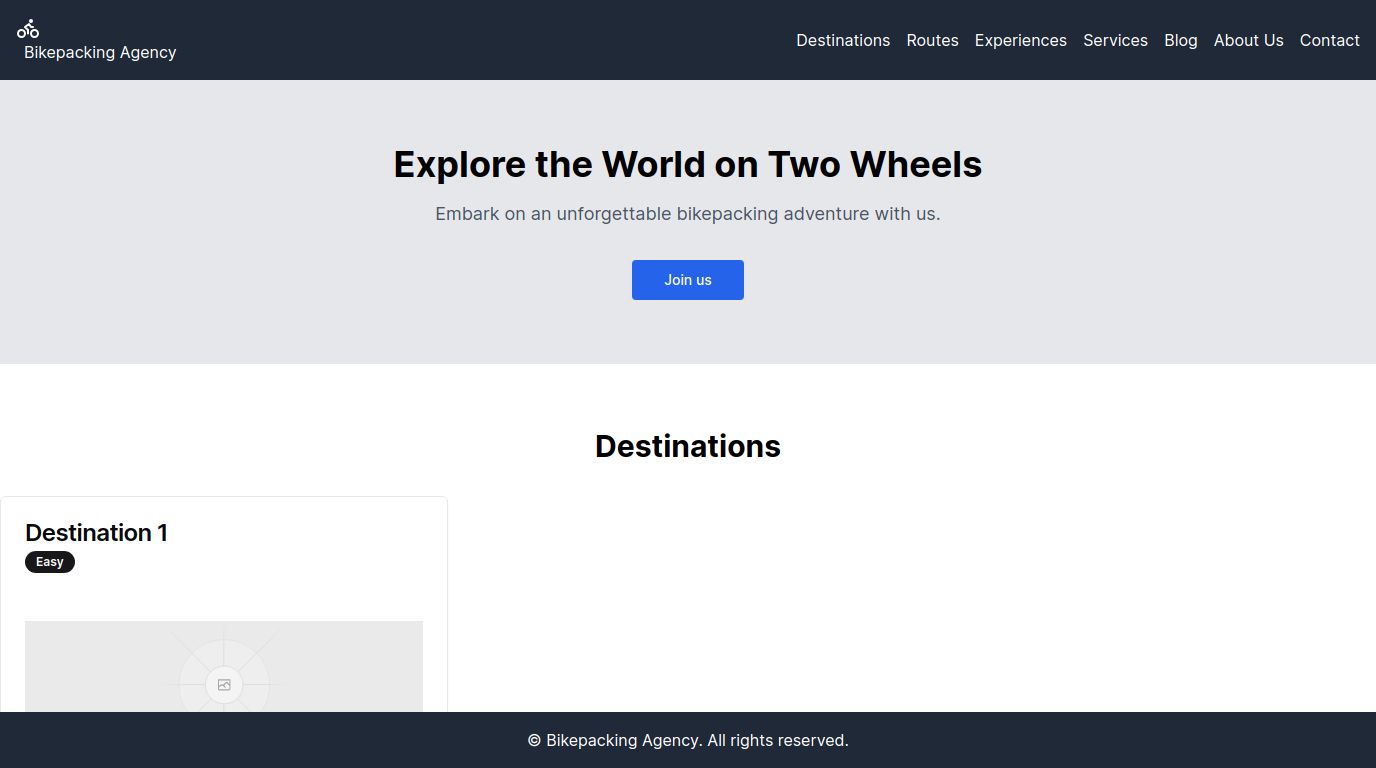 Bikepacking Agency
Destinations Routes Experiences Services Blog About Us Contact
Explore the World on Two Wheels
Embark on an unforgettable bikepacking adventure with us.
Join us
Destinations
Destination 1
Easy
© Bikepacking Agency. All rights reserved.